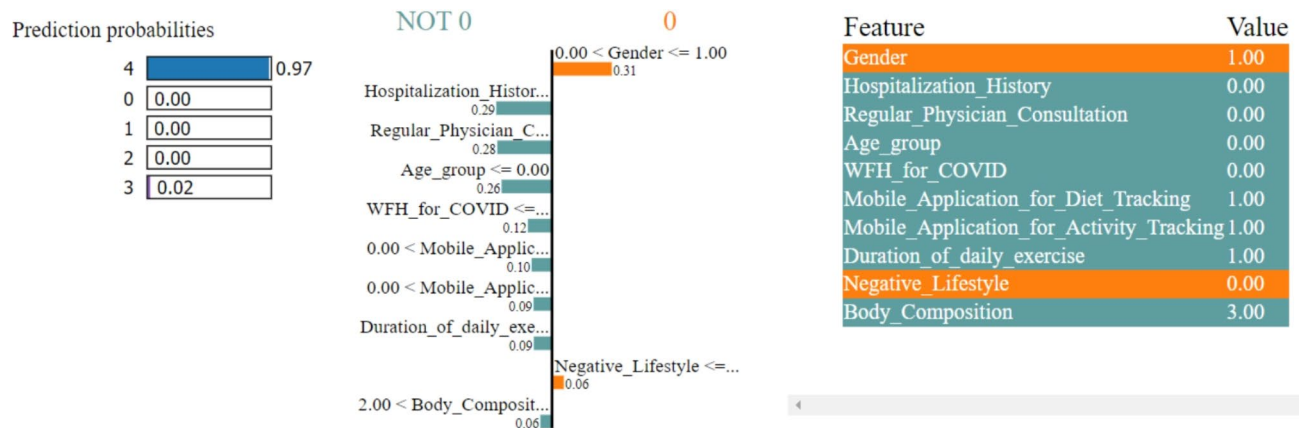 Prediction probabilities
4 0.97
0 0.00
1 0.00
2 0.00
3 0.02
NOT 0 0
0.00 < Gender <= 1.00
0.31
Hospitalization_Histor...
0.29
Regular_Physician_C...
0.28
Age_group <= 0.00
0.26
WFH_for_COVID <=...
0.12
0.00 < Mobile_Applic...
0.10
0.00 < Mobile_Applic...
0.09
Duration_of_daily_exe...
0.09
Negative_Lifestyle <=...
0.06
2.00 < Body_Composit...
0.06
Feature Value
Gender 1.00
Hospitalization_History 0.00
Regular_Physician_Consultation 0.00
Age_group 0.00
WFH_for_COVID 0.00
Mobile_Application_for_Diet_Tracking 1.00
Mobile_Application_for_Activity_Tracking 1.00
Duration_of_daily_exercise 1.00
Negative_Lifestyle 0.00
Body_Composition 3.00